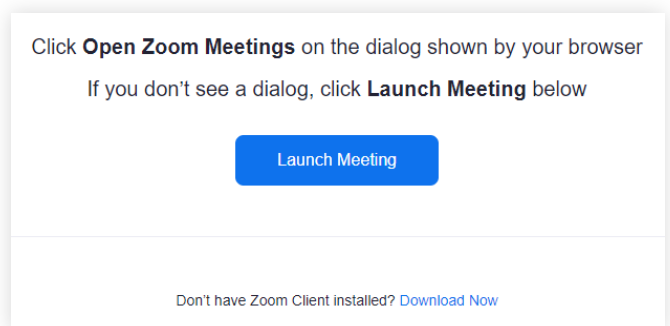 Click Open Zoom Meetings on the dialog shown by your browser
If you don’t see a dialog, click Launch Meeting below
Launch Meeting
Don’t have Zoom Client installed? Download Now